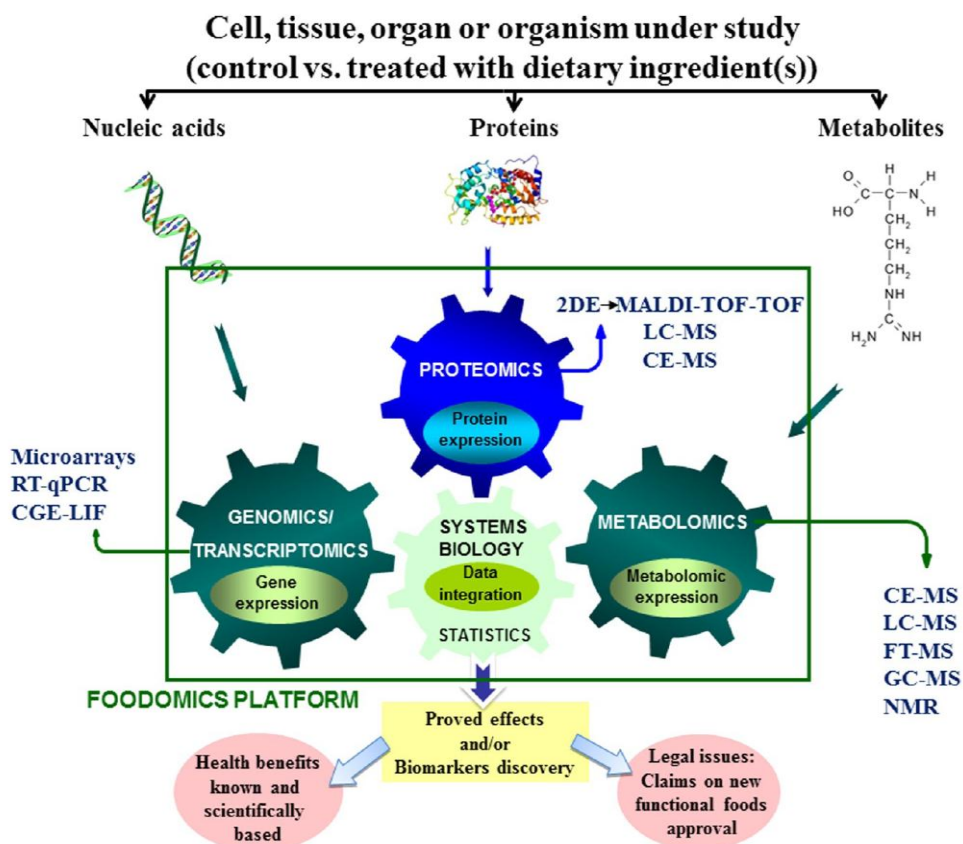 Cell, tissue, organ or organism under study
(control vs. treated with dietary ingredient(s))
Nucleic acids
Proteins
Metabolites
O
HO
H
N
H
H
CH2
CH2
CH2
NH
H2N
NH
2DE→MALDI-TOF-TOF
LC-MS
CE-MS
PROTEOMICS
Protein
expression
Microarrays
RT-qPCR
CGE-LIF
GENOMICS/
TRANSCRIPTOMICS
Gene
expression
SYSTEMS
BIOLOGY
Data
integration
STATISTICS
METABOLOMICS
Metabolomic
expression
CE-MS
LC-MS
FT-MS
GC-MS
NMR
FOODOMICS PLATFORM
Proved effects
and/or
Biomarkers discovery
Health benefits
known and
scientifically
based
Legal issues:
Claims on new
functional foods
approval